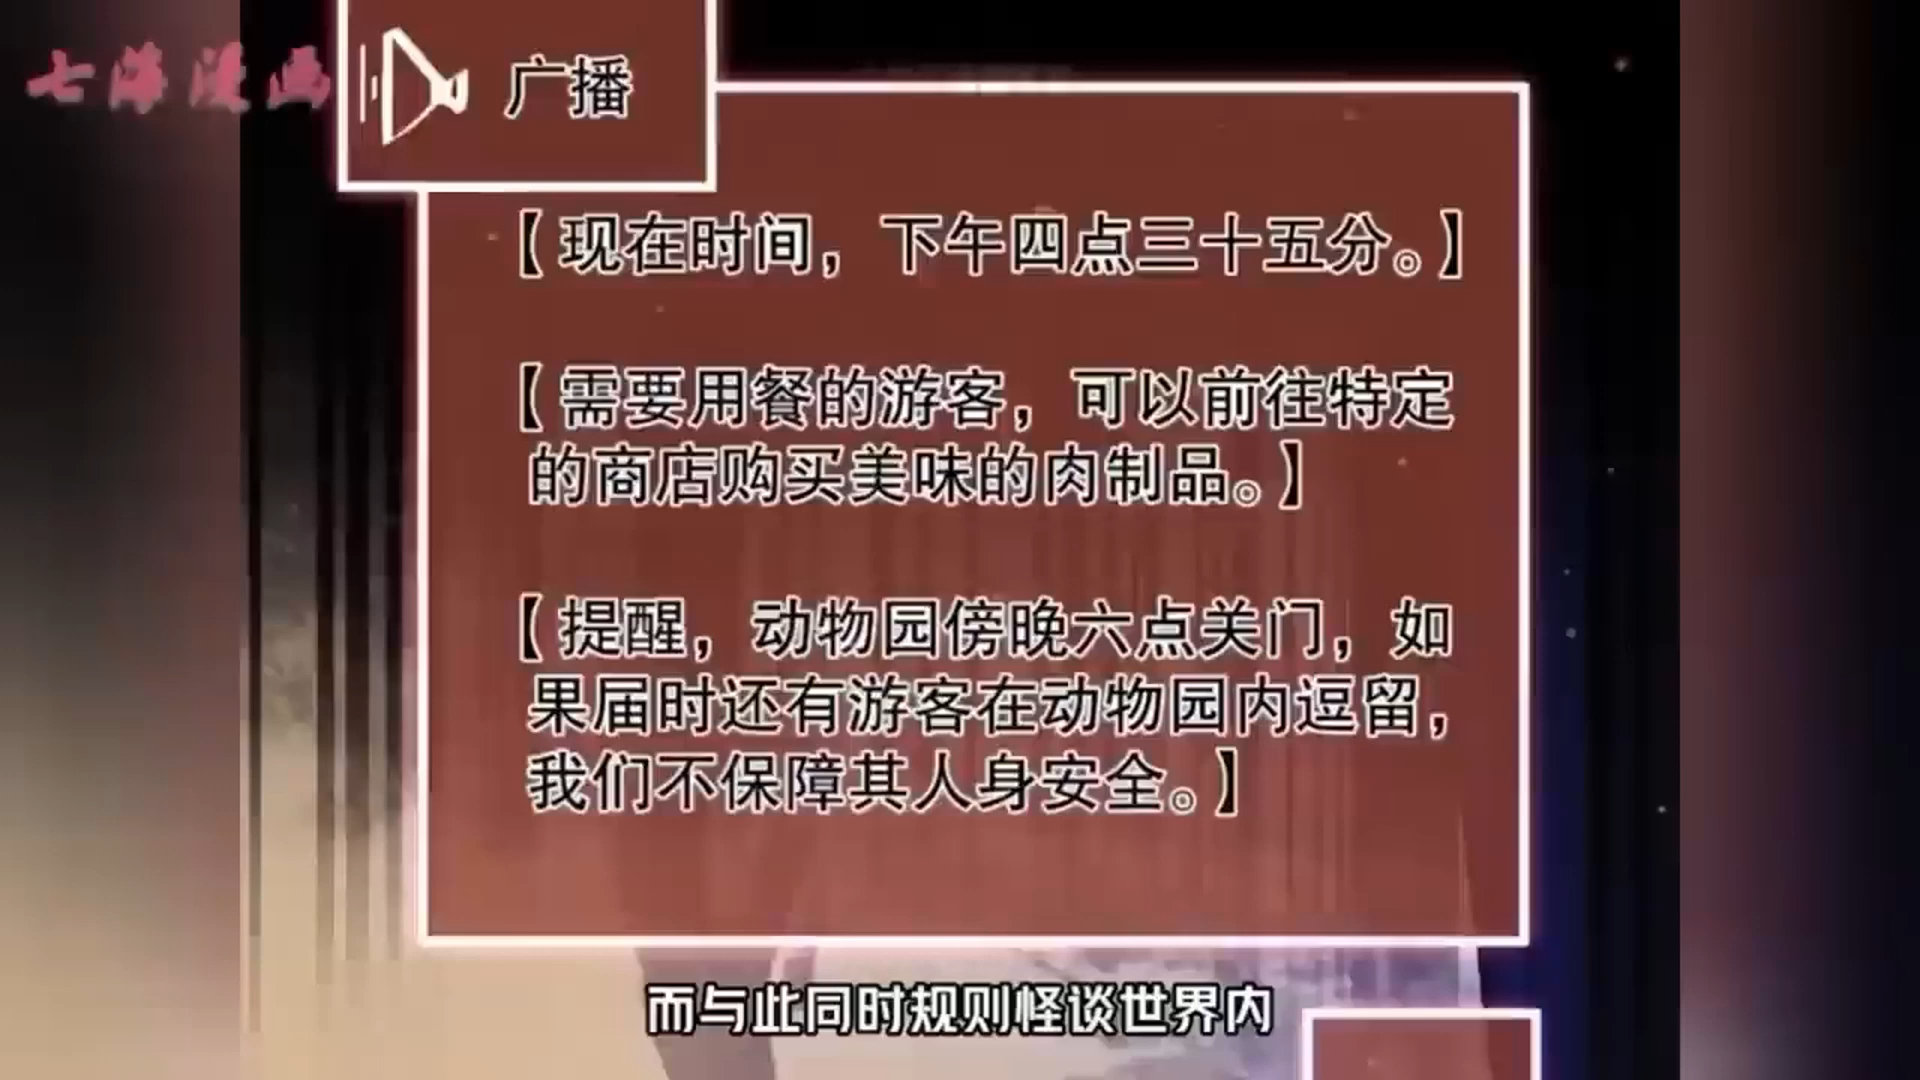 七海漫画
广播
【现在时间，下午四点三十五分。】
【需要用餐的游客，可以前往特定
的商店购买美味的肉制品。】
【提醒，动物园傍晚六点关门，如
果届时还有游客在动物园内逗留，
我们不保障其人身安全。】
而与此同时规则怪谈世界内